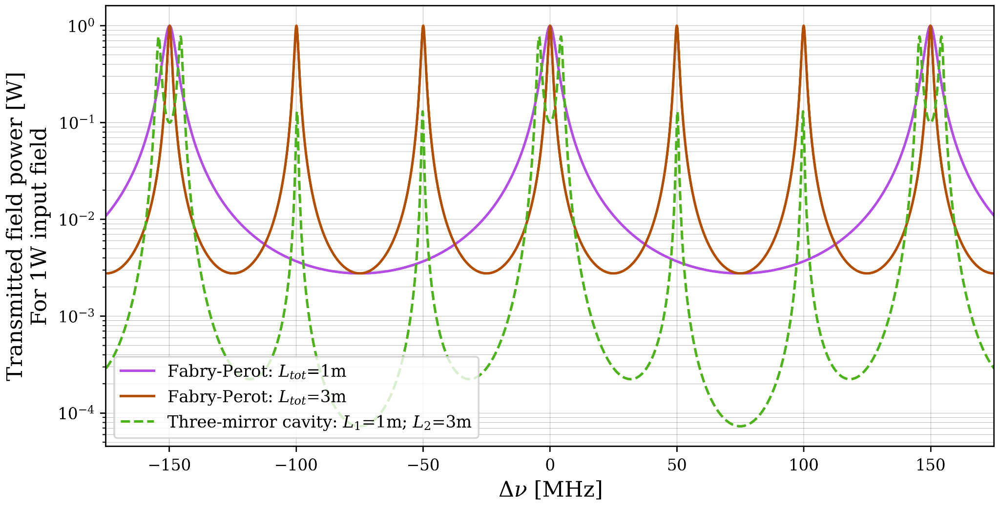 Transmitted field power [W]
For 1W input field
10⁰
10⁻¹
10⁻²
10⁻³
10⁻⁴
Fabry-Perot: L_tot=1m
Fabry-Perot: L_tot=3m
Three-mirror cavity: L₁=1m; L₂=3m
−150 −100 −50 0 50 100 150
Δν [MHz]